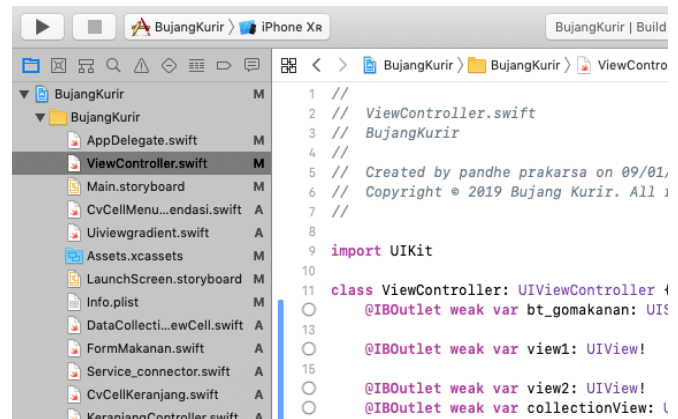 BujangKurir 〉 iPhone XR
BujangKurir | Build
BujangKurir 〉 BujangKurir 〉 ViewContro
BujangKurir M
BujangKurir
AppDelegate.swift M
ViewController.swift M
Main.storyboard M
CvCellMenu...endasi.swift A
Uiviewgradient.swift A
Assets.xcassets M
LaunchScreen.storyboard M
Info.plist M
DataCollecti...ewCell.swift A
FormMakanan.swift A
Service_connector.swift A
CvCellKeranjang.swift A
KeranjangController.swift A
1 //
2 // ViewController.swift
3 // BujangKurir
4 //
5 // Created by pandhe prakarsa on 09/01/
6 // Copyright © 2019 Bujang Kurir. All
7 //
8
9 import UIKit
10
11 class ViewController: UIViewController {
@IBOutlet weak var bt_gomakanan: UIS
13
@IBOutlet weak var view1: UIView!
15
@IBOutlet weak var view2: UIView!
@IBOutlet weak var collectionView: U